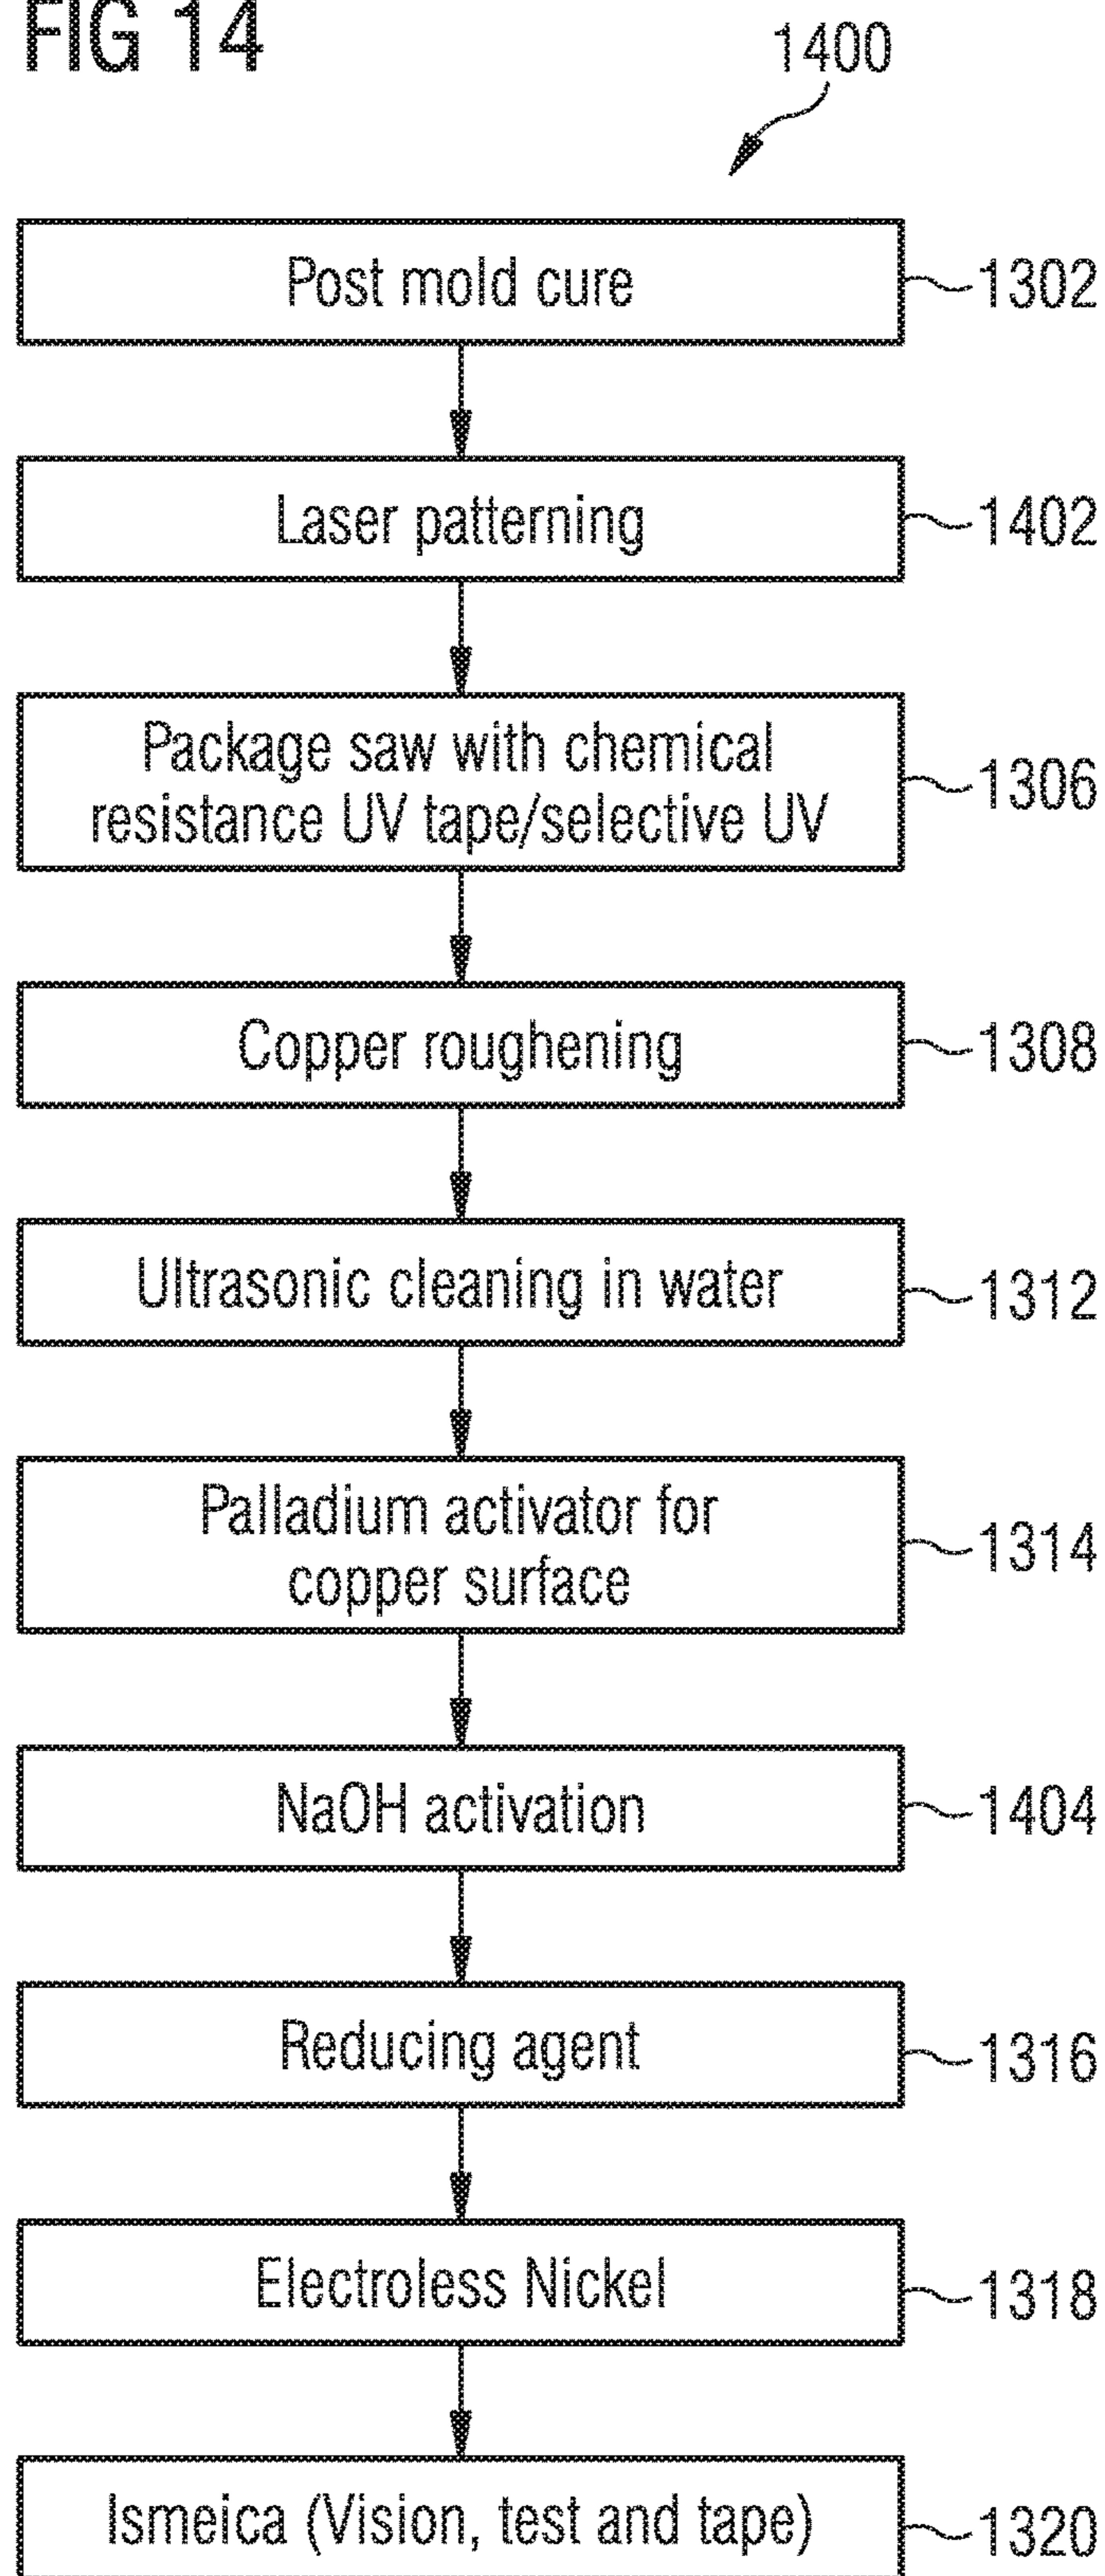 FIG 14
1400
Post mold cure
1302
Laser patterning
1402
Package saw with chemical
resistance UV tape/selective UV
1306
Copper roughening
1308
Ultrasonic cleaning in water
1312
Palladium activator for
copper surface
1314
NaOH activation
1404
Reducing agent
1316
Electroless Nickel
1318
Ismeica (Vision, test and tape)
1320